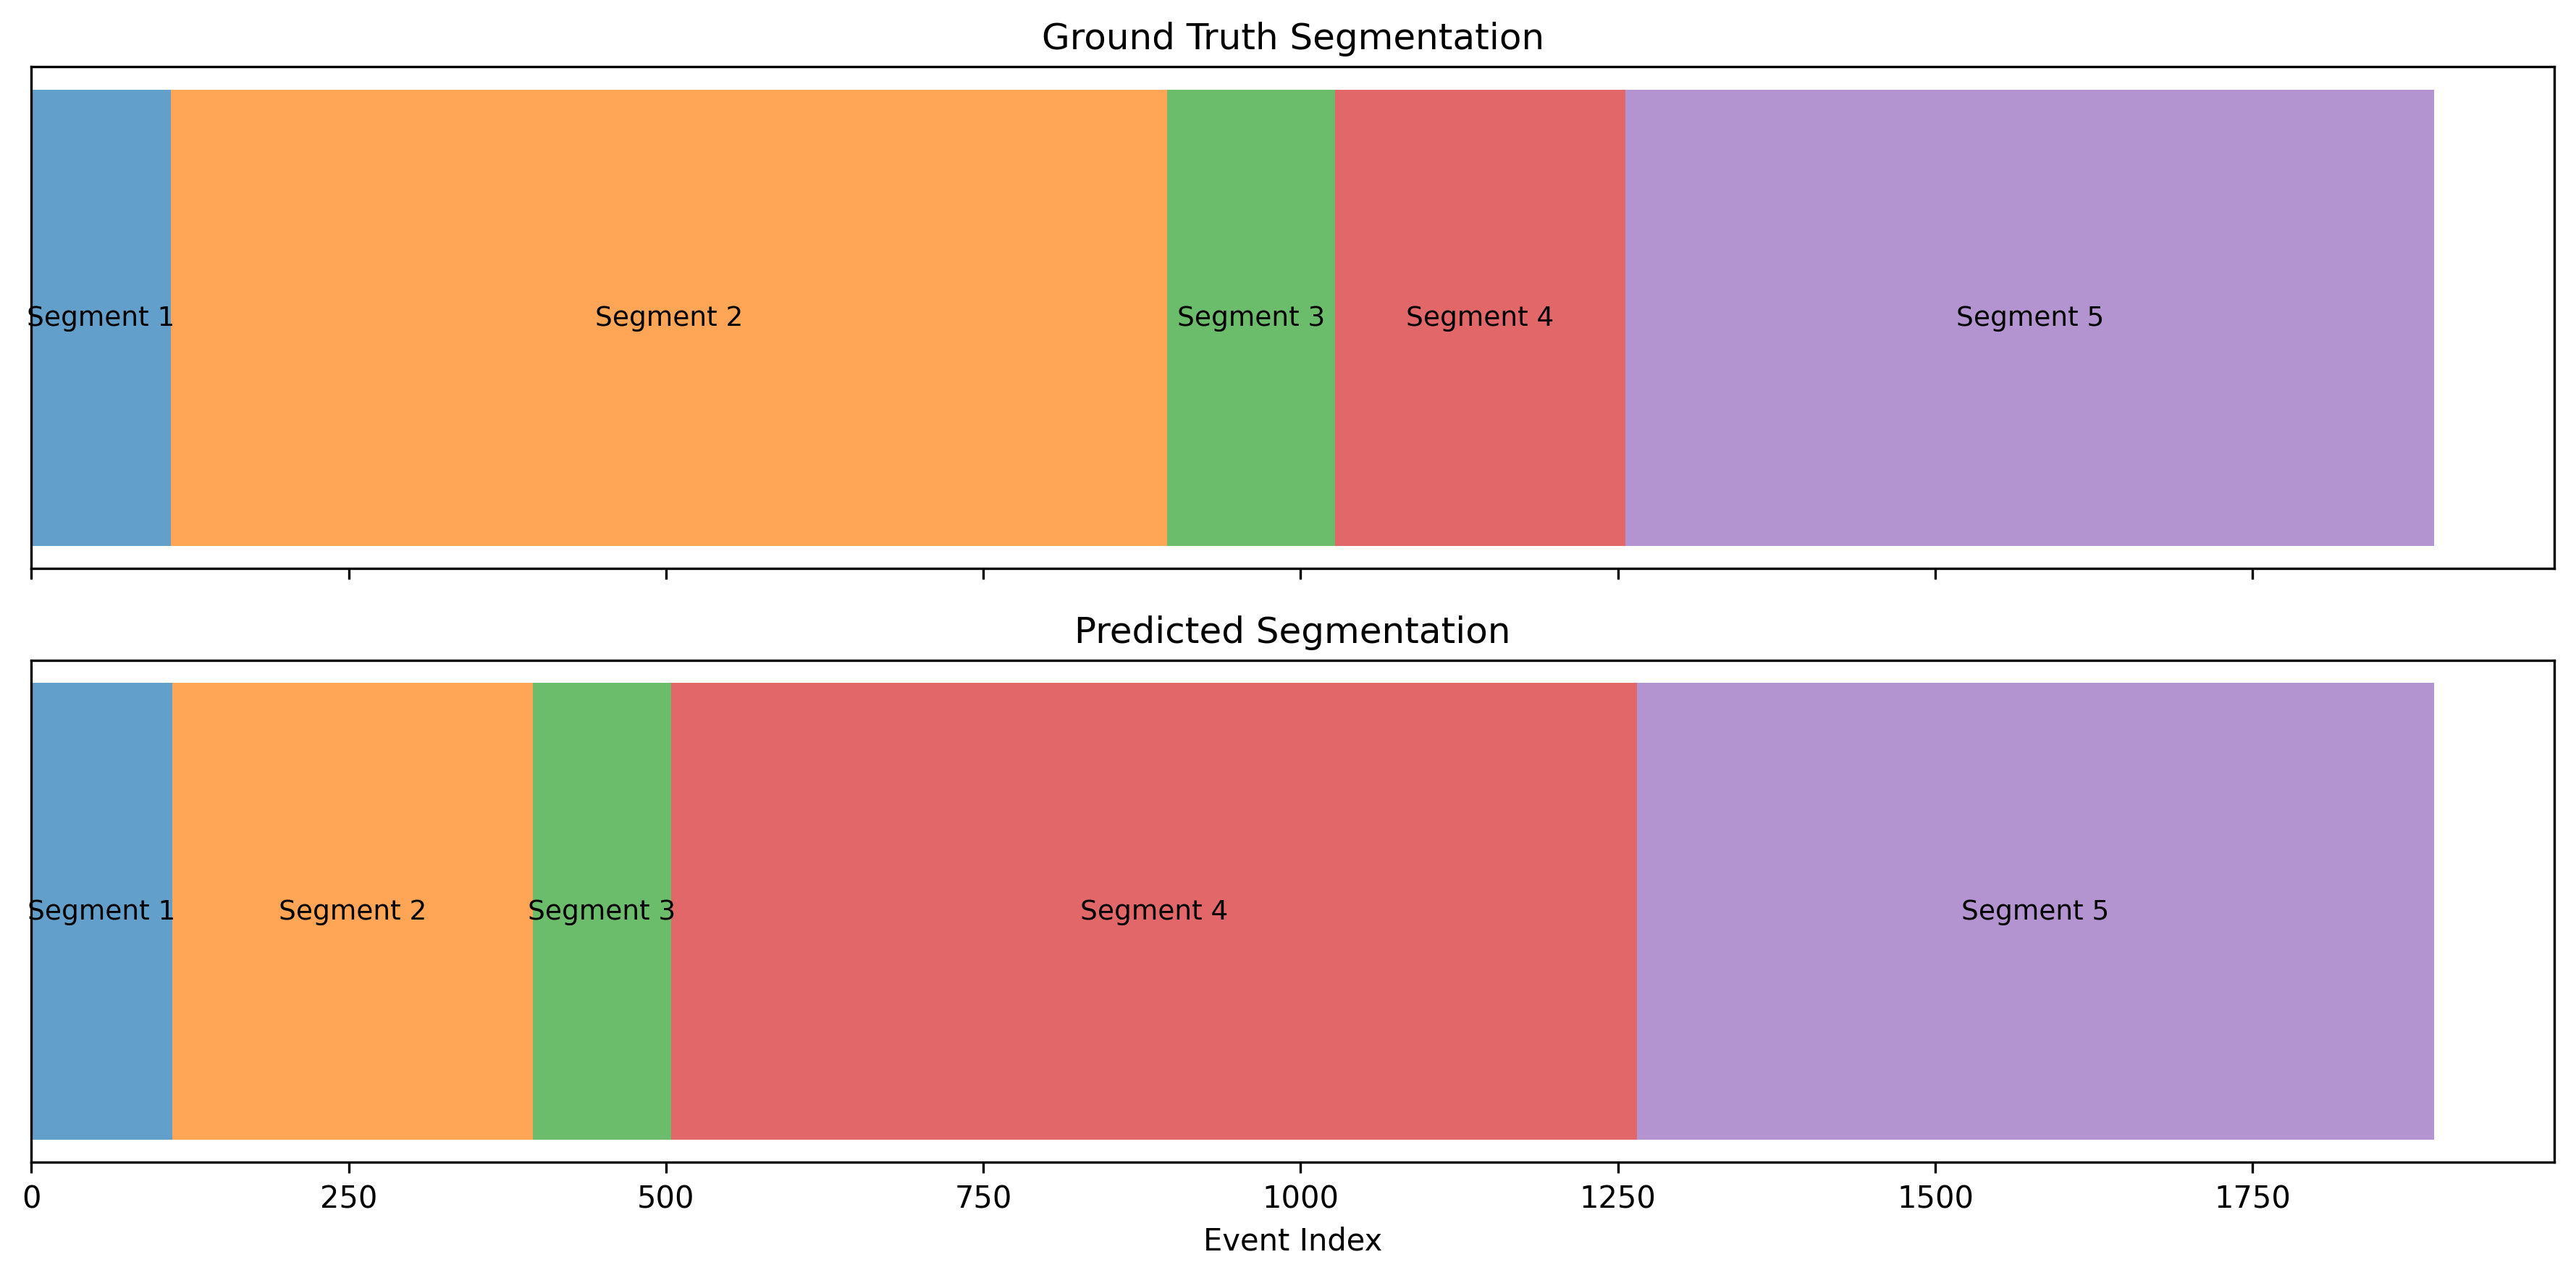 Ground Truth Segmentation
Segment 1 Segment 2 Segment 3 Segment 4 Segment 5
Predicted Segmentation
Segment 1 Segment 2 Segment 3 Segment 4 Segment 5
0 250 500 750 1000 1250 1500 1750
Event Index